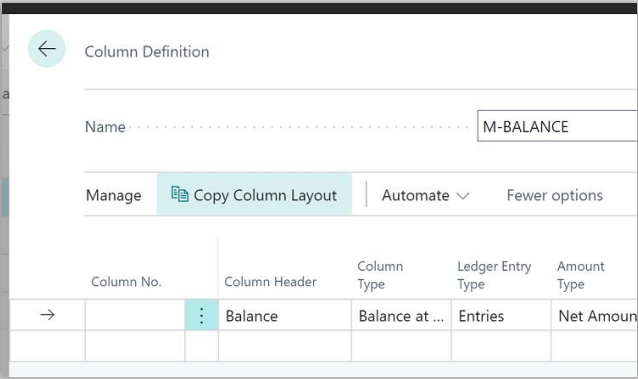 Column Definition
Name
M-BALANCE
Manage Copy Column Layout Automate Fewer options
Column No. Column Header Column Type Ledger Entry Type Amount Type
Balance Balance at ... Entries Net Amoun